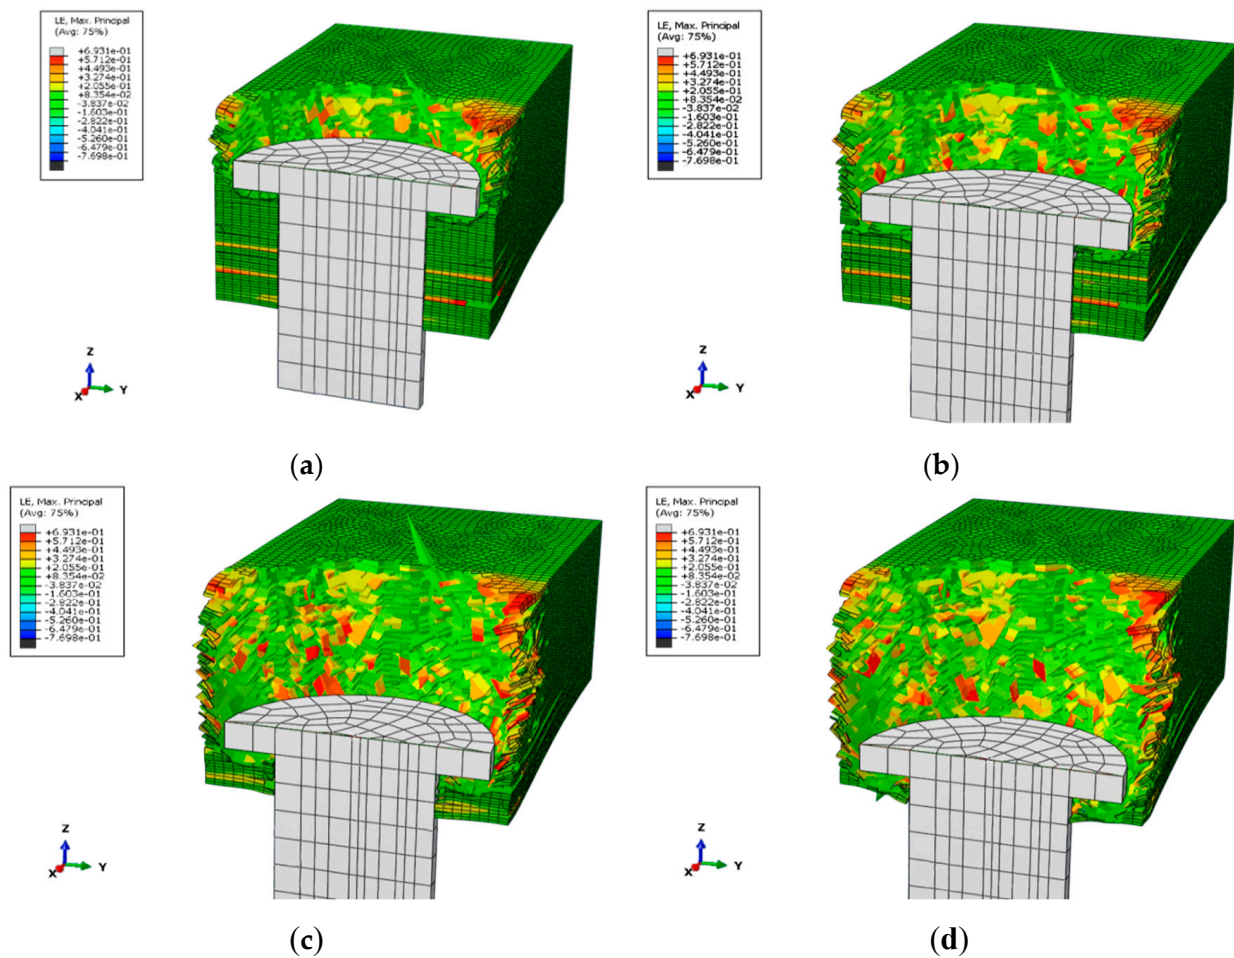 LE, Max. Principal
(Avg: 75%)
+6.931e-01
+5.712e-01
+4.493e-01
+3.274e-01
+2.055e-01
+8.354e-02
-3.837e-02
-1.603e-01
-2.822e-01
-4.041e-01
-5.260e-01
-6.479e-01
-7.698e-01
Z
Y
X
(a)
LE, Max. Principal
(Avg: 75%)
+6.931e-01
+5.712e-01
+4.493e-01
+3.274e-01
+2.055e-01
+8.354e-02
-3.837e-02
-1.603e-01
-2.822e-01
-4.041e-01
-5.260e-01
-6.479e-01
-7.698e-01
Z
Y
X
(b)
LE, Max. Principal
(Avg: 75%)
+6.931e-01
+5.712e-01
+4.493e-01
+3.274e-01
+2.055e-01
+8.354e-02
-3.837e-02
-1.603e-01
-2.822e-01
-4.041e-01
-5.260e-01
-6.479e-01
-7.698e-01
Z
Y
X
(c)
LE, Max. Principal
(Avg: 75%)
+6.931e-01
+5.712e-01
+4.493e-01
+3.274e-01
+2.055e-01
+8.354e-02
-3.837e-02
-1.603e-01
-2.822e-01
-4.041e-01
-5.260e-01
-6.479e-01
-7.698e-01
Z
Y
X
(d)